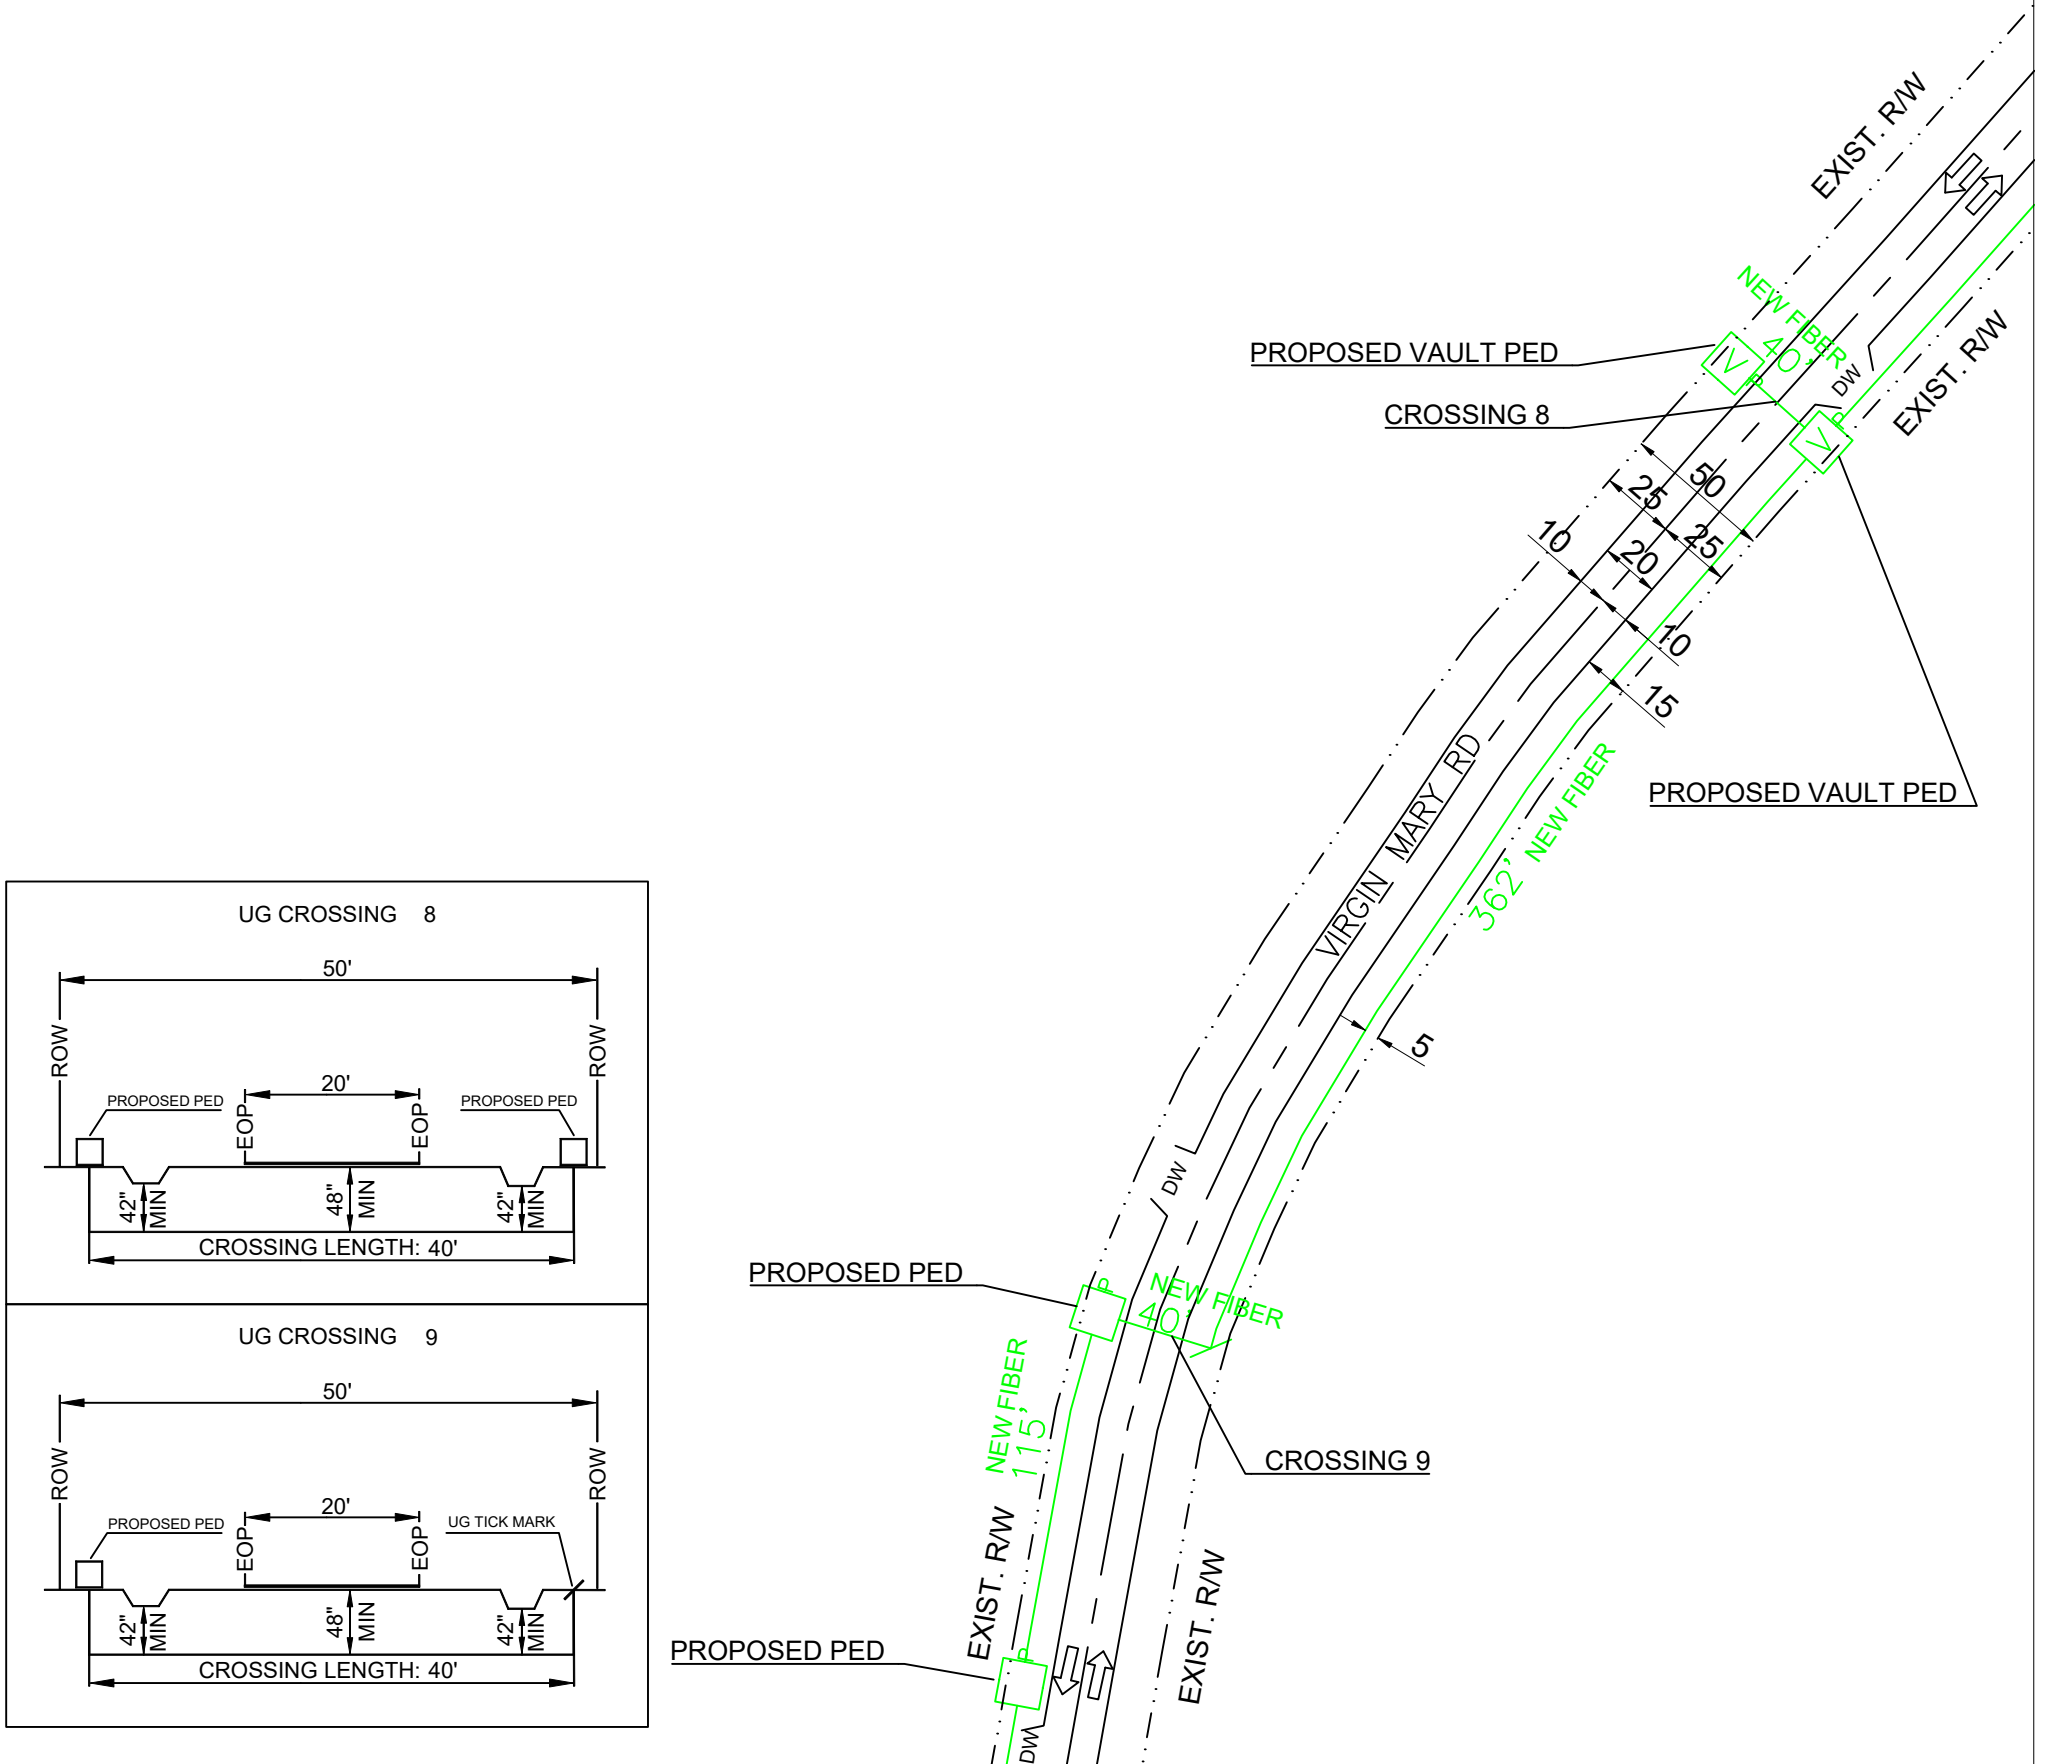 EXIST. R/W
NEW FIBER
40'
P
V
PROPOSED VAULT PED
CROSSING 8
DW
EXIST. R/W
P
V
50
25
25
10
20
10
15
PROPOSED VAULT PED
VIRGIN MARY RD
362' NEW FIBER
5
DW
PROPOSED PED
P
NEW FIBER
40'
NEW FIBER
115'
CROSSING 9
EXIST. R/W
EXIST. R/W
PROPOSED PED
P
DW
UG CROSSING 8
50'
ROW
ROW
20'
PROPOSED PED
PROPOSED PED
EOP
EOP
42"
MIN
48"
MIN
42"
MIN
CROSSING LENGTH: 40'
UG CROSSING 9
50'
ROW
ROW
20'
PROPOSED PED
UG TICK MARK
EOP
EOP
42"
MIN
48"
MIN
42"
MIN
CROSSING LENGTH: 40'